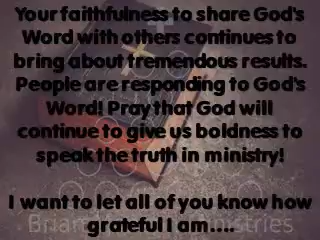 Your faithfulness to share God's
Word with others continues to
bring about tremendous results.
People are responding to God's
Word! Pray that God will
continue to give us boldness to
speak the truth in ministry!
I want to let all of you know how
grateful I am....